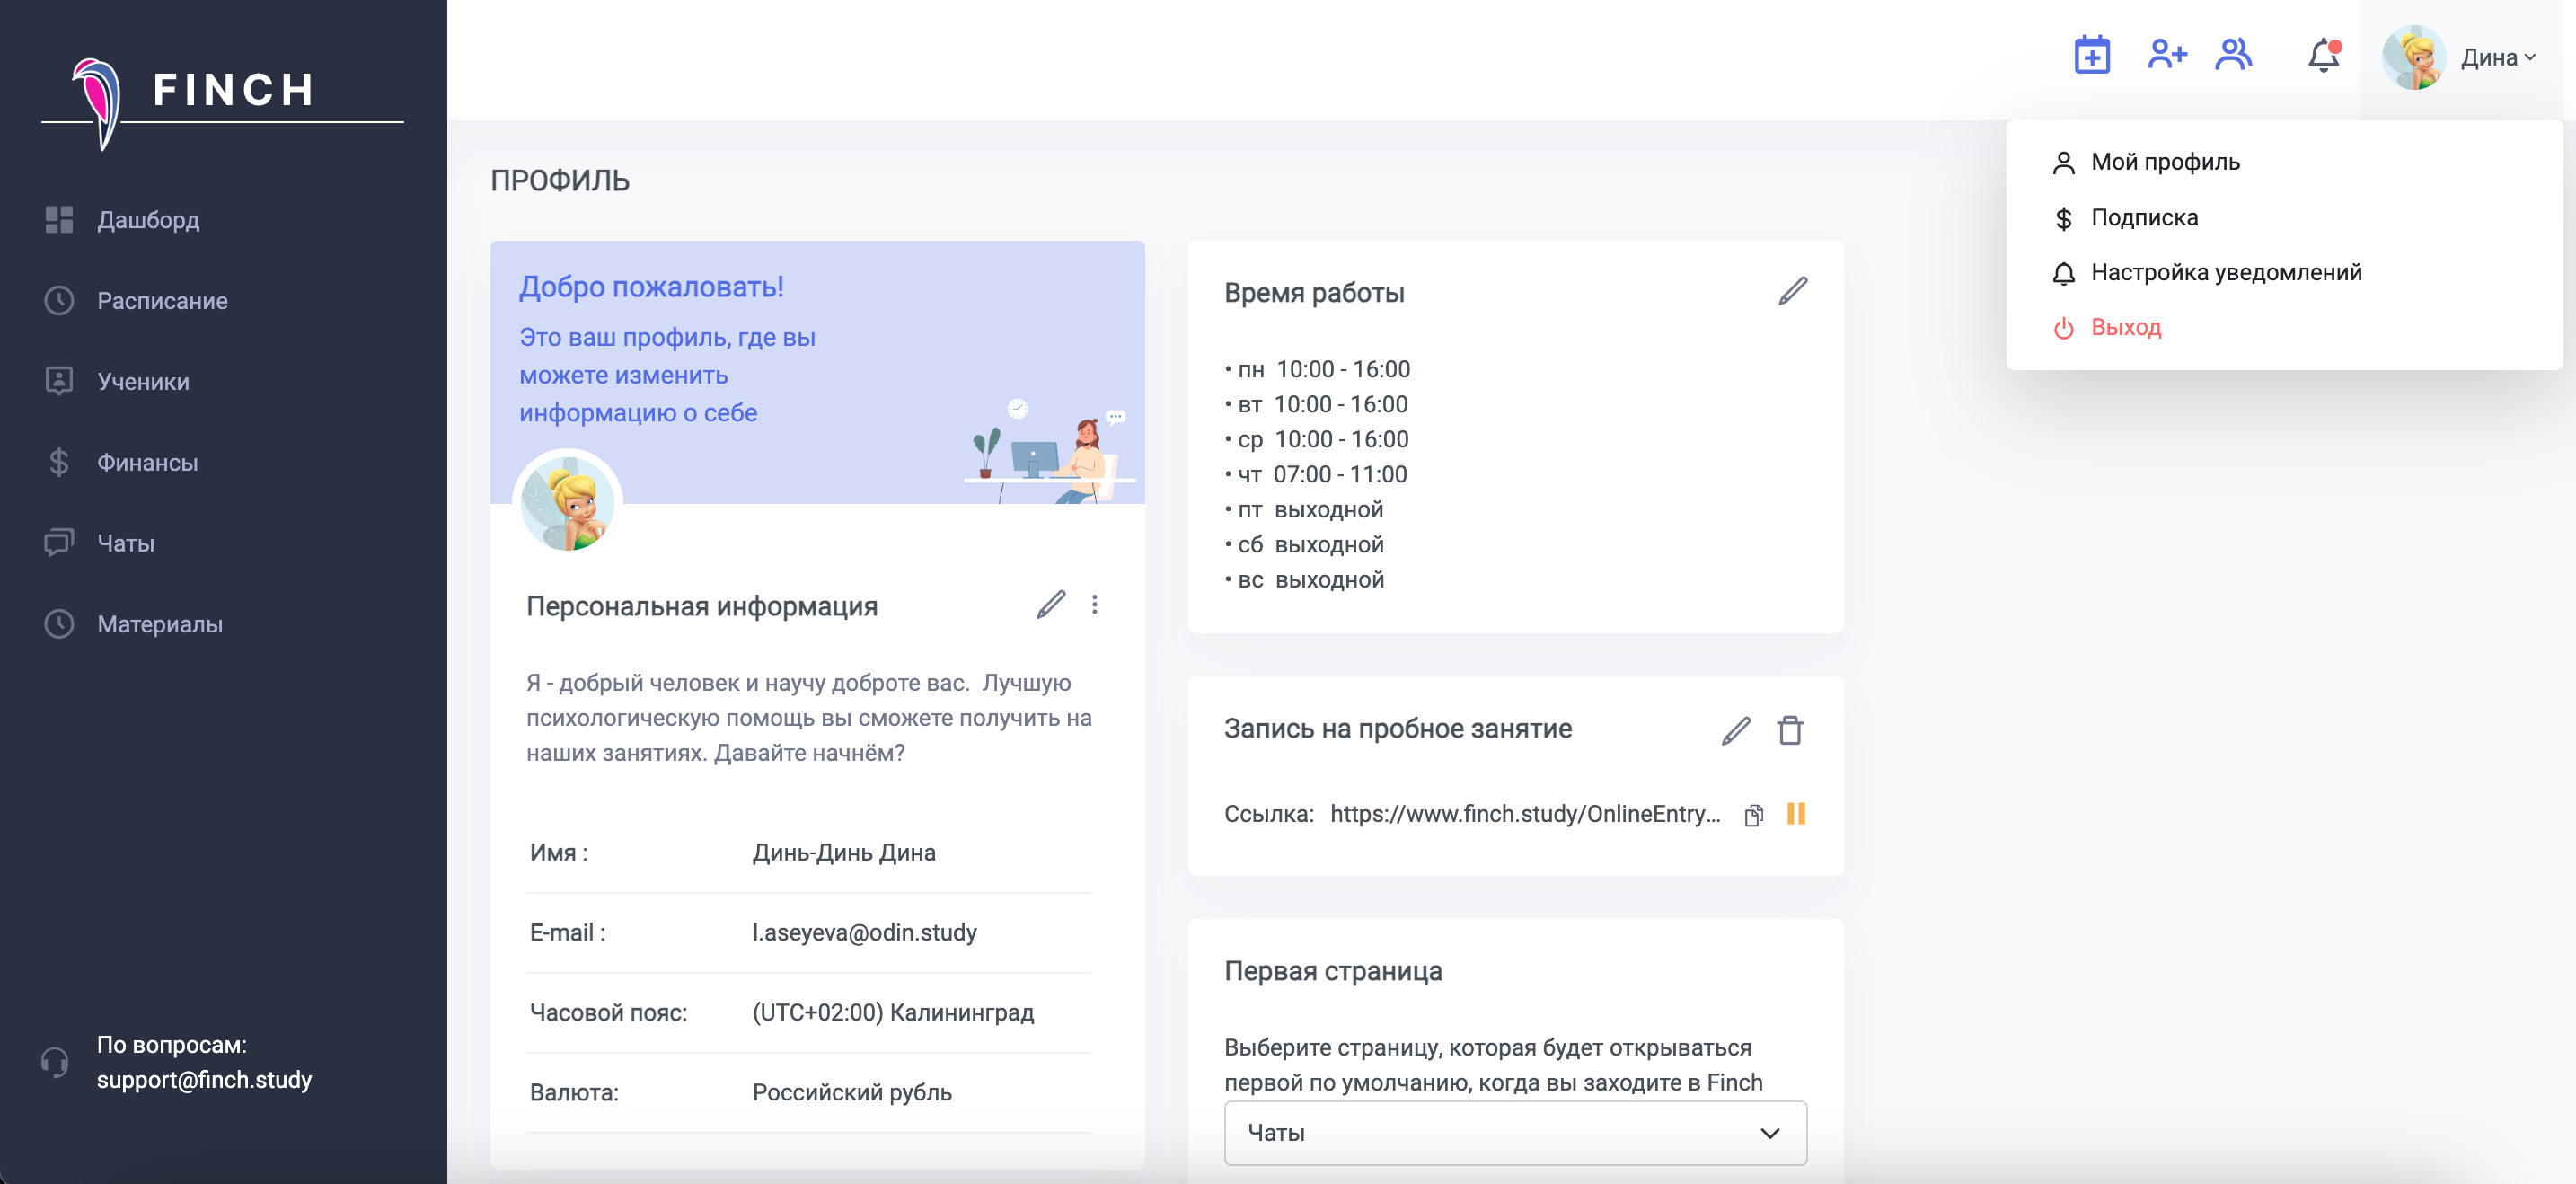 FINCH
Дашборд
Расписание
Ученики
Финансы
Чаты
Материалы
По вопросам:
support@finch.study
Дина
Мой профиль
Подписка
Настройка уведомлений
Выход
ПРОФИЛЬ
Добро пожаловать!
Это ваш профиль, где вы
можете изменить
информацию о себе
Персональная информация
Я - добрый человек и научу доброте вас. Лучшую
психологическую помощь вы сможете получить на
наших занятиях. Давайте начнём?
Имя : Динь-Динь Дина
E-mail : l.aseyeva@odin.study
Часовой пояс: (UTC+02:00) Калининград
Валюта: Российский рубль
Время работы
• пн 10:00 - 16:00
• вт 10:00 - 16:00
• ср 10:00 - 16:00
• чт 07:00 - 11:00
• пт выходной
• сб выходной
• вс выходной
Запись на пробное занятие
Ссылка: https://www.finch.study/OnlineEntry...
Первая страница
Выберите страницу, которая будет открываться
первой по умолчанию, когда вы заходите в Finch
Чаты